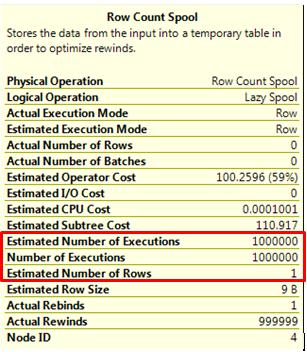 Row Count Spool
Stores the data from the input into a temporary table in
order to optimize rewinds.
Physical Operation Row Count Spool
Logical Operation Lazy Spool
Actual Execution Mode Row
Estimated Execution Mode Row
Actual Number of Rows 0
Actual Number of Batches 0
Estimated Operator Cost 100.2596 (59%)
Estimated I/O Cost 0
Estimated CPU Cost 0.0001001
Estimated Subtree Cost 110.917
Estimated Number of Executions 1000000
Number of Executions 1000000
Estimated Number of Rows 1
Estimated Row Size 9 B
Actual Rebinds 1
Actual Rewinds 999999
Node ID 4